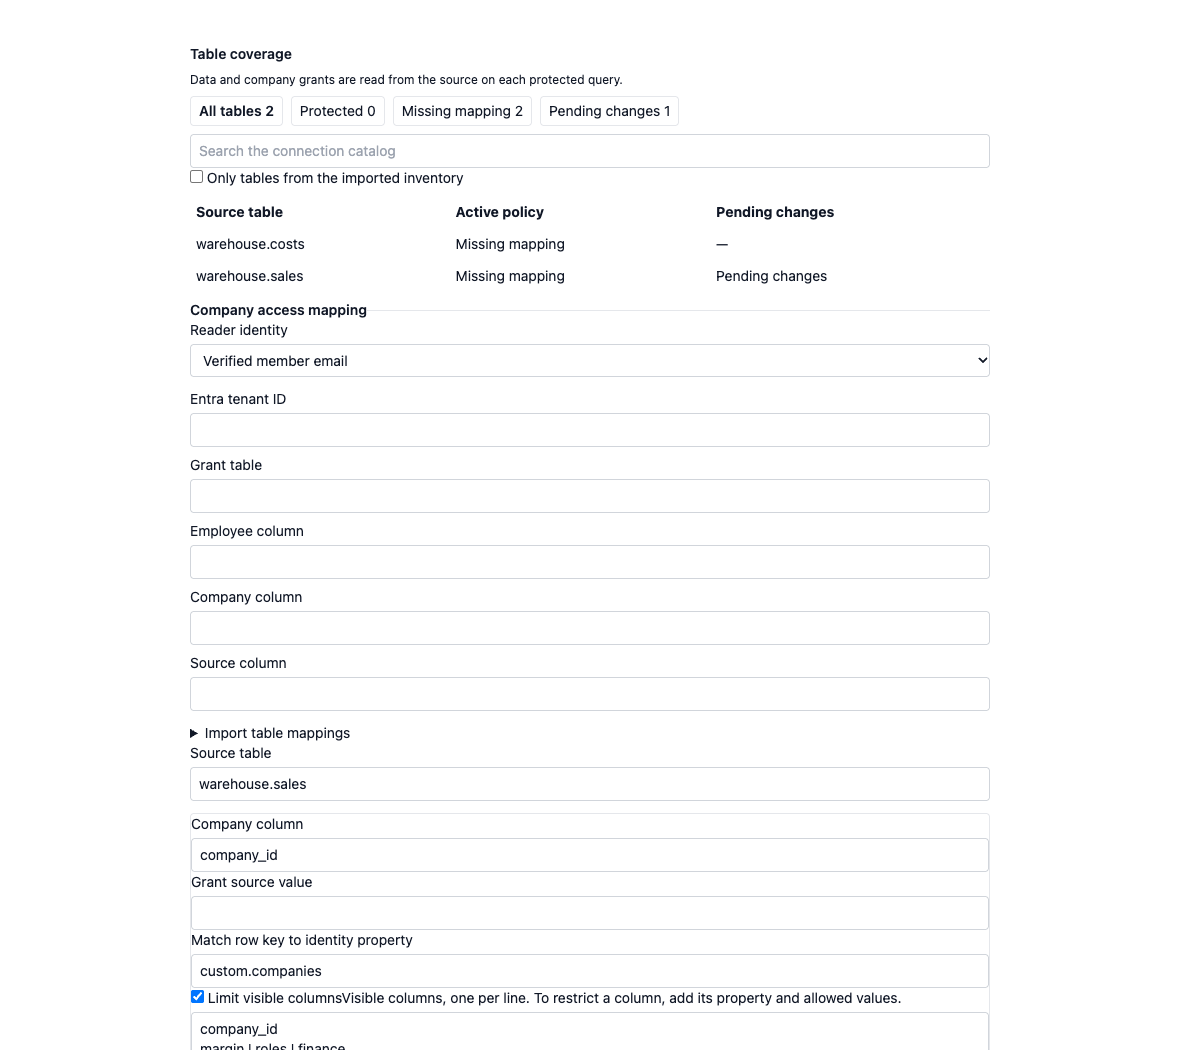 Table coverage
Data and company grants are read from the source on each protected query.
All tables 2 Protected 0 Missing mapping 2 Pending changes 1
Search the connection catalog
Only tables from the imported inventory
Source table Active policy Pending changes
warehouse.costs Missing mapping —
warehouse.sales Missing mapping Pending changes
Company access mapping
Reader identity
Verified member email
Entra tenant ID
Grant table
Employee column
Company column
Source column
Import table mappings
Source table
warehouse.sales
Company column
company_id
Grant source value
Match row key to identity property
custom.companies
Limit visible columnsVisible columns, one per line. To restrict a column, add its property and allowed values.
company_id
margin | roles | finance